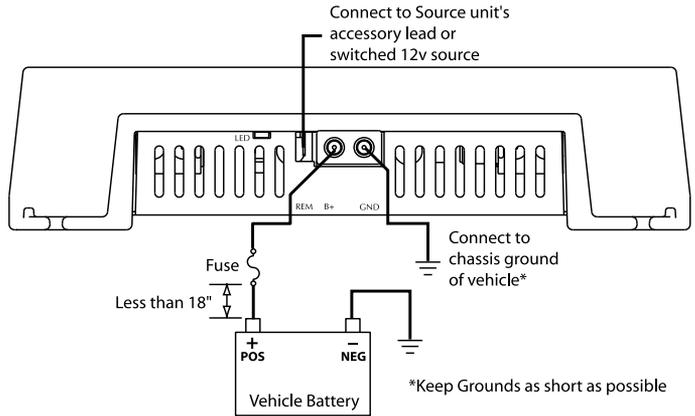 Connect to Source unit's
accessory lead or
switched 12v source
LED
REM B+ GND
Connect to
chassis ground
of vehicle*
Fuse
Less than 18"
+
POS
–
NEG
Vehicle Battery
*Keep Grounds as short as possible